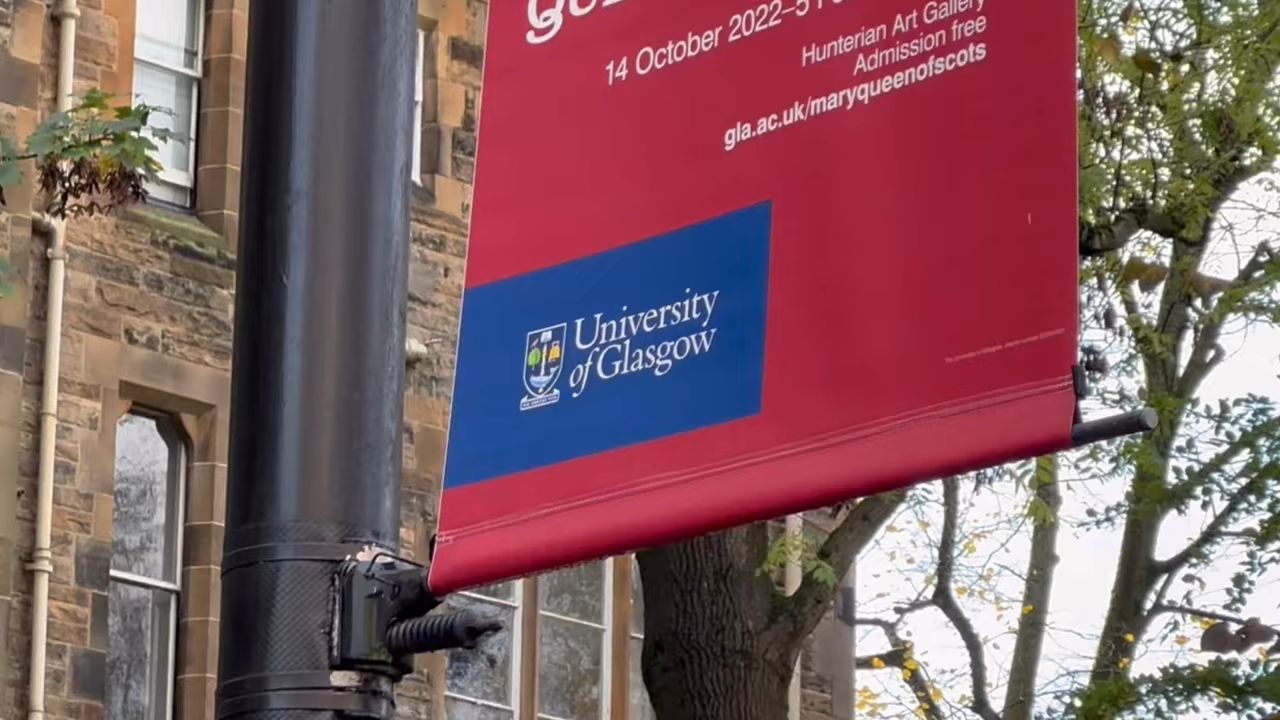 14 October 2022–5
Hunterian Art Gallery
Admission free
gla.ac.uk/maryqueenofscots
University
of Glasgow